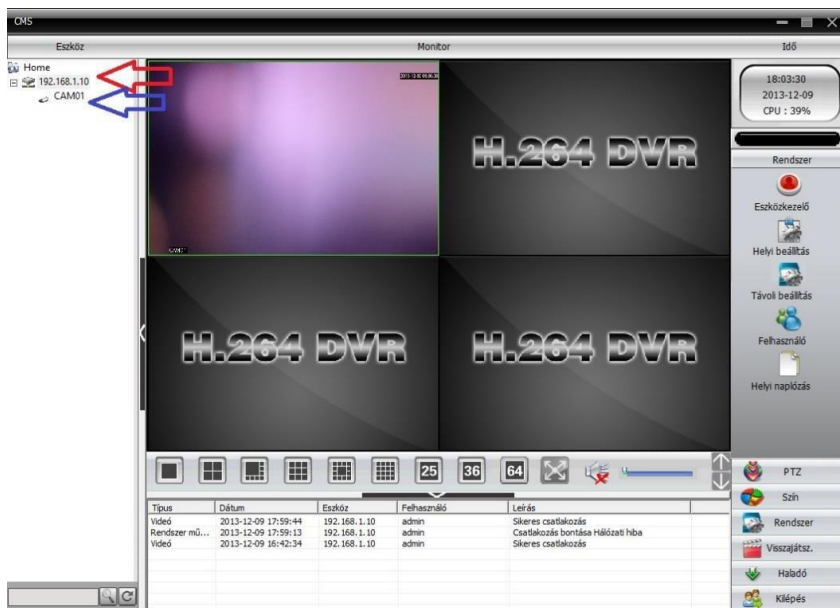 CMS
Eszköz
Monitor
Idő
Home
192.168.1.10
CAM01
CAM01
H.264 DVR
H.264 DVR
H.264 DVR
18:03:30
2013-12-09
CPU : 39%
Rendszer
Eszközkezelő
Helyi beállítás
Távoli beállítás
Felhasználó
Helyi naplózás
25 36 64
PTZ
Szín
Rendszer
Visszajátsz.
Haladó
Kilépés
Típus Dátum Eszköz Felhasználó Leírás
Videó 2013-12-09 17:59:44 192.168.1.10 admin Sikeres csatlakozás
Rendszer mű... 2013-12-09 17:59:13 192.168.1.10 admin Csatlakozás bontása Hálózati hiba
Videó 2013-12-09 16:42:34 192.168.1.10 admin Sikeres csatlakozás